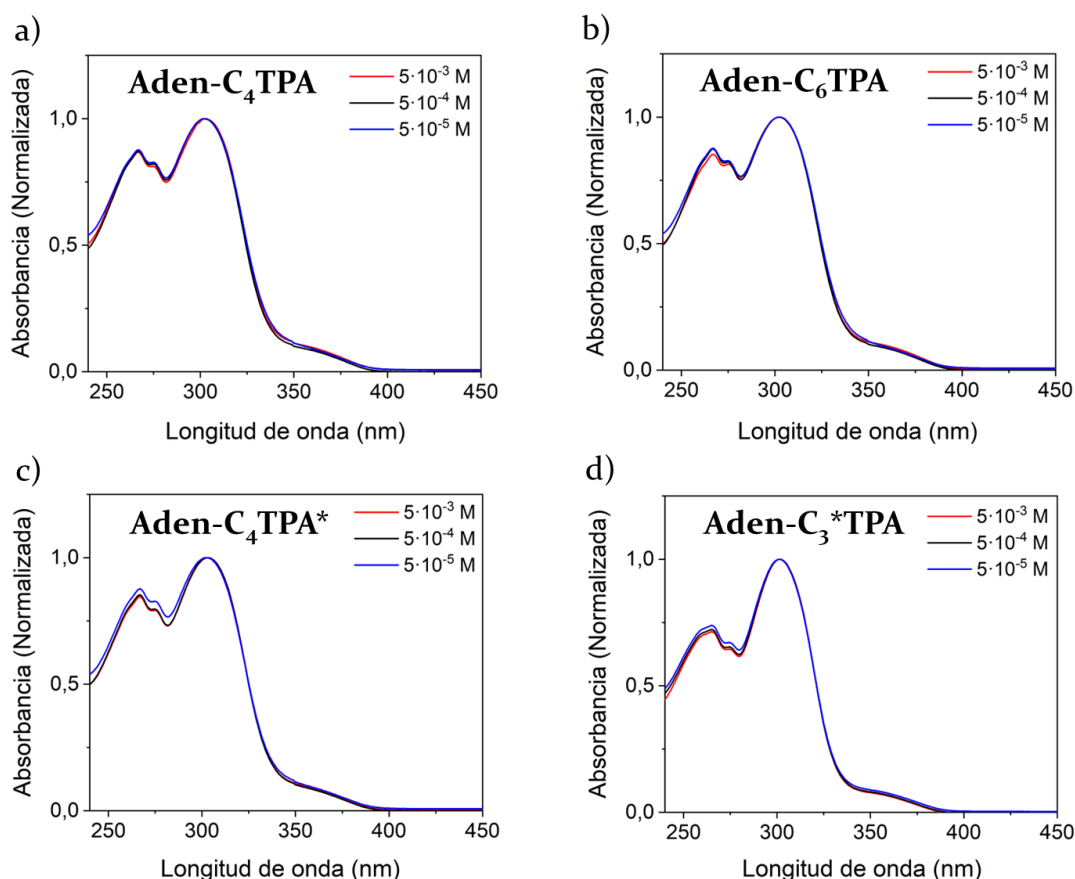 a)
Aden-C₄TPA
5·10⁻³ M
5·10⁻⁴ M
5·10⁻⁵ M
Absorbancia (Normalizada)
1,0
0,5
0,0
250 300 350 400 450
Longitud de onda (nm)
b)
Aden-C₆TPA
5·10⁻³ M
5·10⁻⁴ M
5·10⁻⁵ M
Absorbancia (Normalizada)
1,0
0,5
0,0
250 300 350 400 450
Longitud de onda (nm)
c)
Aden-C₄TPA*
5·10⁻³ M
5·10⁻⁴ M
5·10⁻⁵ M
Absorbancia (Normalizada)
1,0
0,5
0,0
250 300 350 400 450
Longitud de onda (nm)
d)
Aden-C₃*TPA
5·10⁻³ M
5·10⁻⁴ M
5·10⁻⁵ M
Absorbancia (Normalizada)
1,0
0,5
0,0
250 300 350 400 450
Longitud de onda (nm)